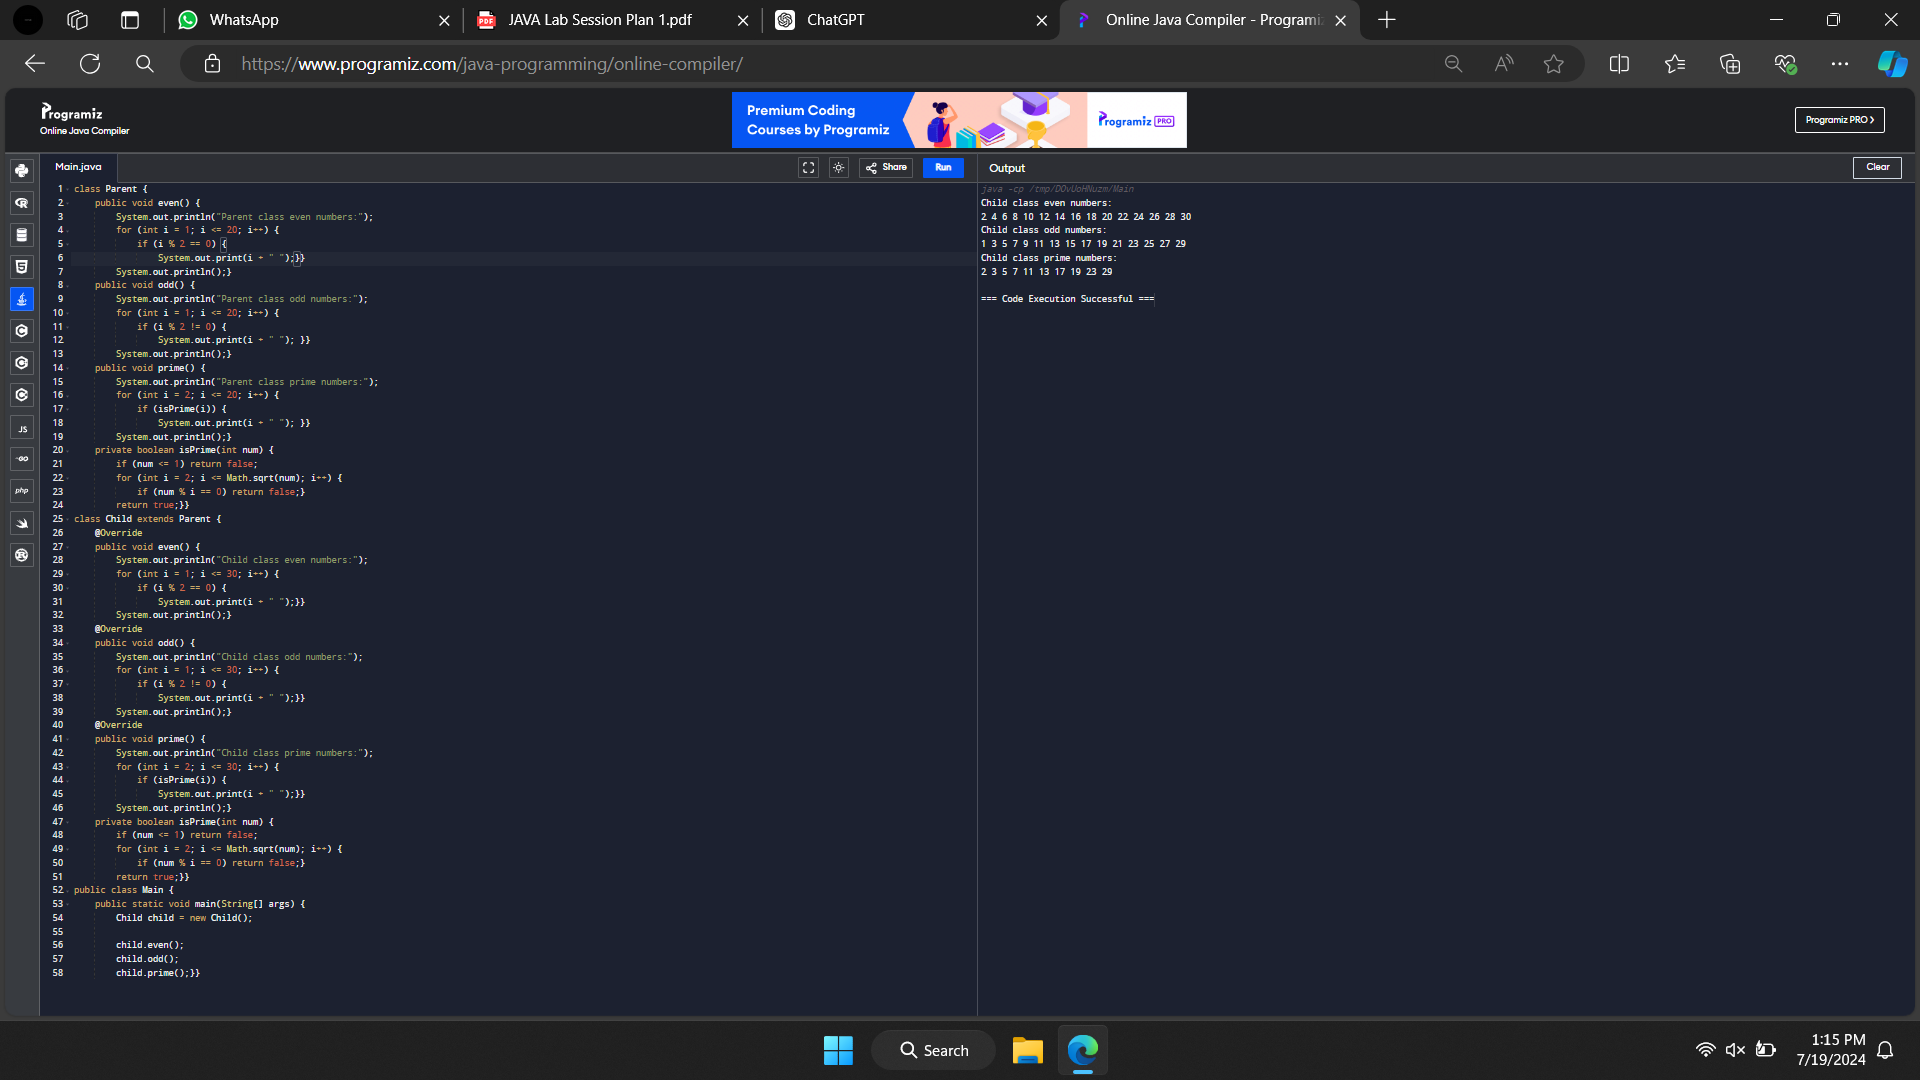 WhatsApp
JAVA Lab Session Plan 1.pdf
ChatGPT
Online Java Compiler - Programiz
https://www.programiz.com/java-programming/online-compiler/
Programiz
Online Java Compiler
Premium Coding
Courses by Programiz
Programiz PRO
Programiz PRO >
Main.java
Share
Run
Output
Clear
1 class Parent {
2 public void even() {
3 System.out.println("Parent class even numbers:");
4 for (int i = 1; i <= 20; i++) {
5 if (i % 2 == 0) {
6 System.out.print(i + " ");}}
7 System.out.println();}
8 public void odd() {
9 System.out.println("Parent class odd numbers:");
10 for (int i = 1; i <= 20; i++) {
11 if (i % 2 != 0) {
12 System.out.print(i + " "); }}
13 System.out.println();}
14 public void prime() {
15 System.out.println("Parent class prime numbers:");
16 for (int i = 2; i <= 20; i++) {
17 if (isPrime(i)) {
18 System.out.print(i + " "); }}
19 System.out.println();}
20 private boolean isPrime(int num) {
21 if (num <= 1) return false;
22 for (int i = 2; i <= Math.sqrt(num); i++) {
23 if (num % i == 0) return false;}
24 return true;}}
25 class Child extends Parent {
26 @Override
27 public void even() {
28 System.out.println("Child class even numbers:");
29 for (int i = 1; i <= 30; i++) {
30 if (i % 2 == 0) {
31 System.out.print(i + " ");}}
32 System.out.println();}
33 @Override
34 public void odd() {
35 System.out.println("Child class odd numbers:");
36 for (int i = 1; i <= 30; i++) {
37 if (i % 2 != 0) {
38 System.out.print(i + " ");}}
39 System.out.println();}
40 @Override
41 public void prime() {
42 System.out.println("Child class prime numbers:");
43 for (int i = 2; i <= 30; i++) {
44 if (isPrime(i)) {
45 System.out.print(i + " ");}}
46 System.out.println();}
47 private boolean isPrime(int num) {
48 if (num <= 1) return false;
49 for (int i = 2; i <= Math.sqrt(num); i++) {
50 if (num % i == 0) return false;}
51 return true;}}
52 public class Main {
53 public static void main(String[] args) {
54 Child child = new Child();
55
56 child.even();
57 child.odd();
58 child.prime();}}
java -cp /tmp/DOvUoHNuzm/Main
Child class even numbers:
2 4 6 8 10 12 14 16 18 20 22 24 26 28 30
Child class odd numbers:
1 3 5 7 9 11 13 15 17 19 21 23 25 27 29
Child class prime numbers:
2 3 5 7 11 13 17 19 23 29
=== Code Execution Successful ===
JS
GO
php
Search
1:15 PM
7/19/2024